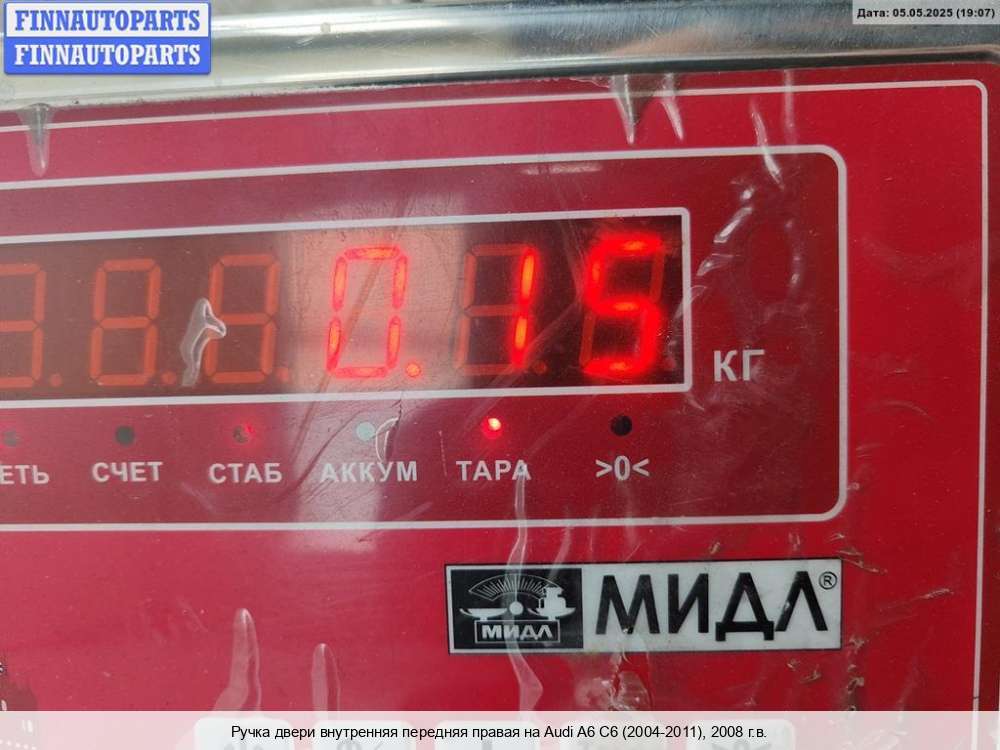 FINNAUTOPARTS
FINNAUTOPARTS
Дата: 05.05.2025 (19:07)
0.15
КГ
СЧЕТ СТАБ АККУМ ТАРА >0<
МИДЛ МИДЛ®
Ручка двери внутренняя передняя правая на Audi A6 C6 (2004-2011), 2008 г.в.